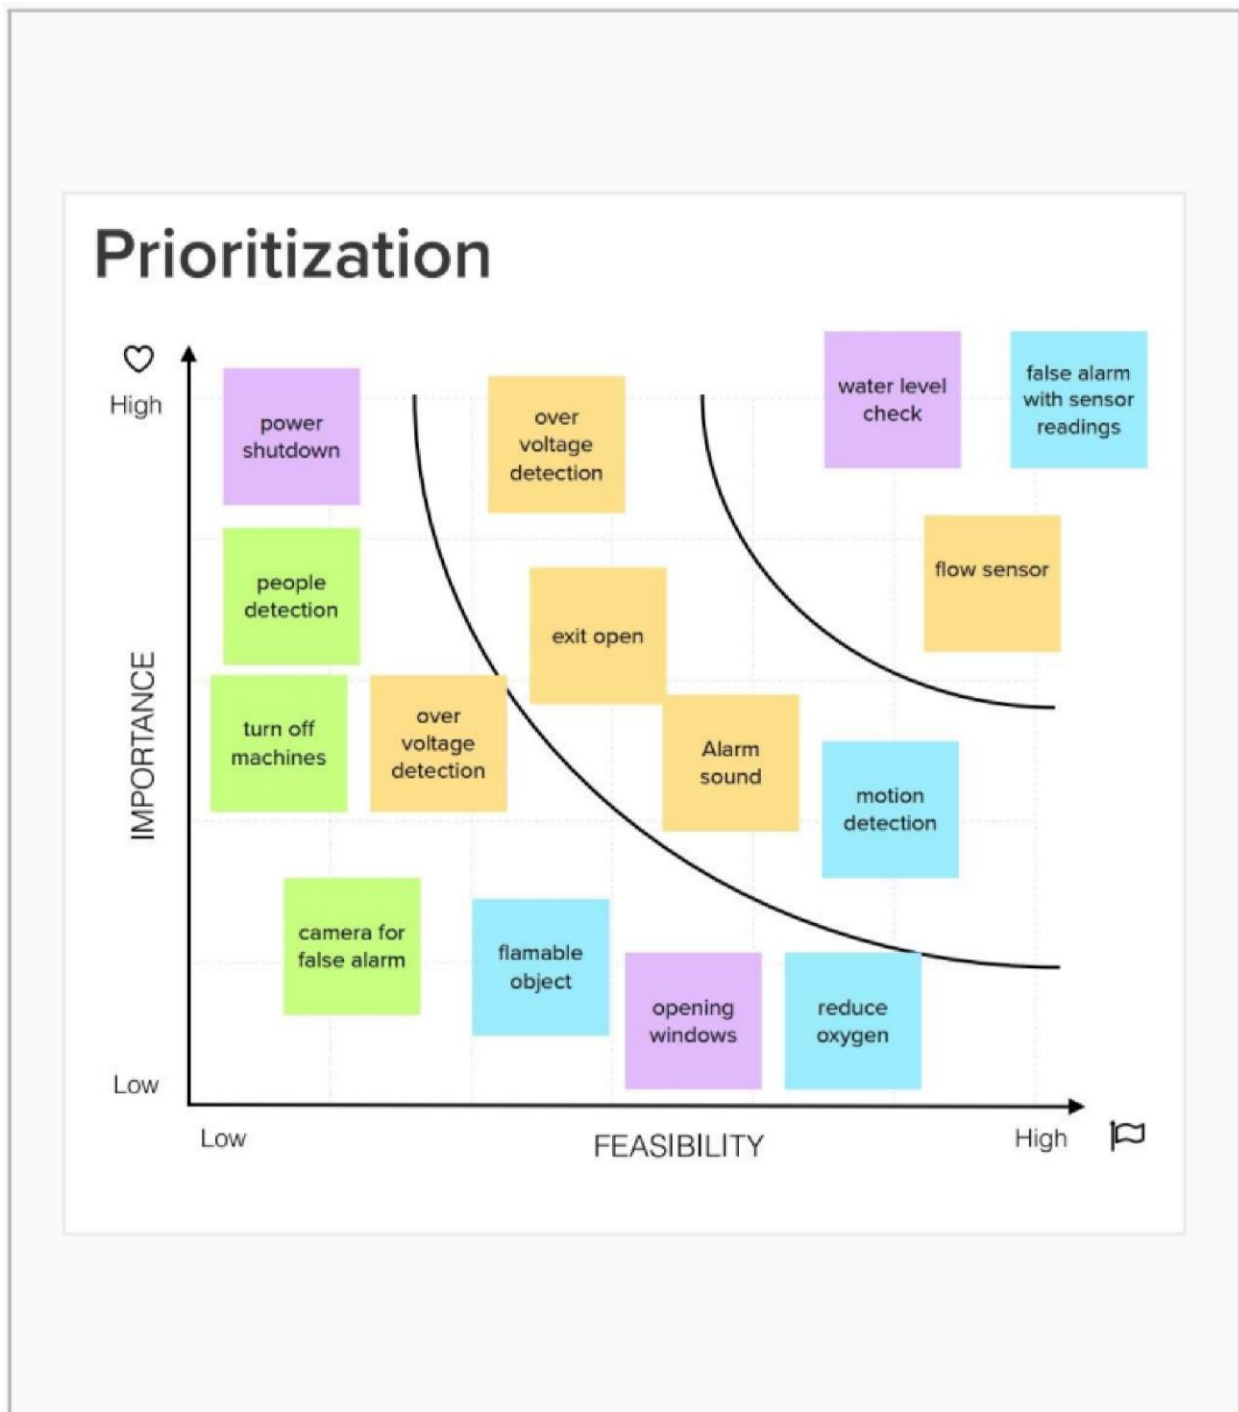 Prioritization
High
power
shutdown
over
voltage
detection
water level
check
false alarm
with sensor
readings
people
detection
exit open
flow sensor
IMPORTANCE
turn off
machines
over
voltage
detection
Alarm
sound
motion
detection
camera for
false alarm
flamable
object
opening
windows
reduce
oxygen
Low
Low
FEASIBILITY
High